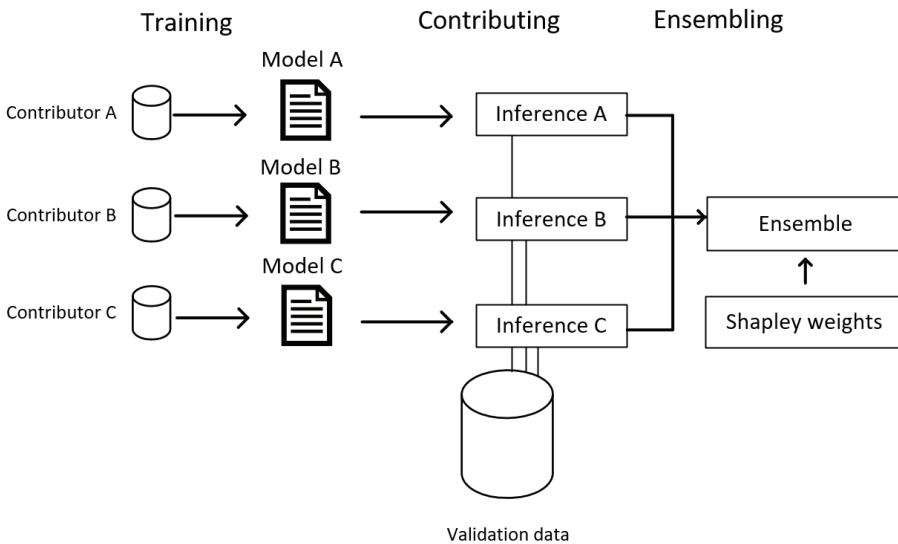 Training
Contributing
Ensembling
Model A
Contributor A
Inference A
Model B
Contributor B
Inference B
Ensemble
Model C
Contributor C
Inference C
Shapley weights
Validation data